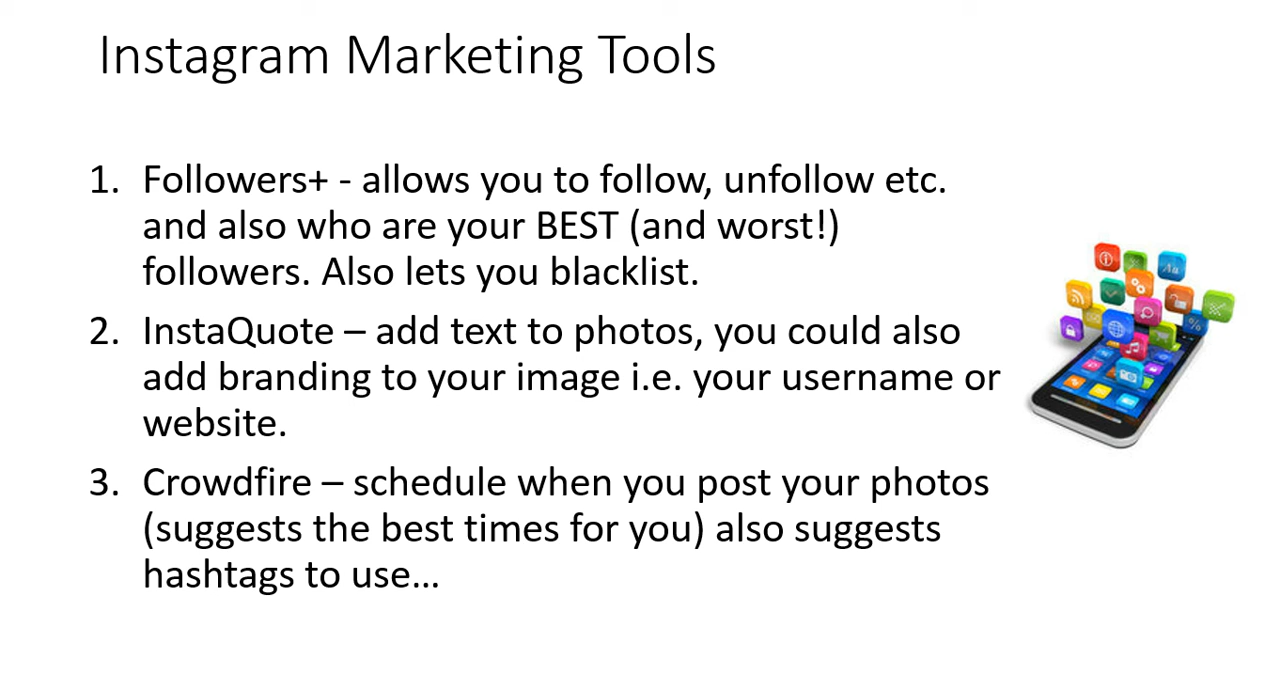 Instagram Marketing Tools
1. Followers+ - allows you to follow, unfollow etc.
and also who are your BEST (and worst!)
followers. Also lets you blacklist.
2. InstaQuote – add text to photos, you could also
add branding to your image i.e. your username or
website.
3. Crowdfire – schedule when you post your photos
(suggests the best times for you) also suggests
hashtags to use...